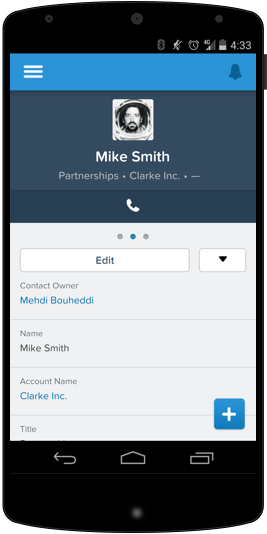 4G 4:33
Mike Smith
Partnerships • Clarke Inc. • —
Edit
Contact Owner
Mehdi Bouheddi
Name
Mike Smith
Account Name
Clarke Inc.
Title